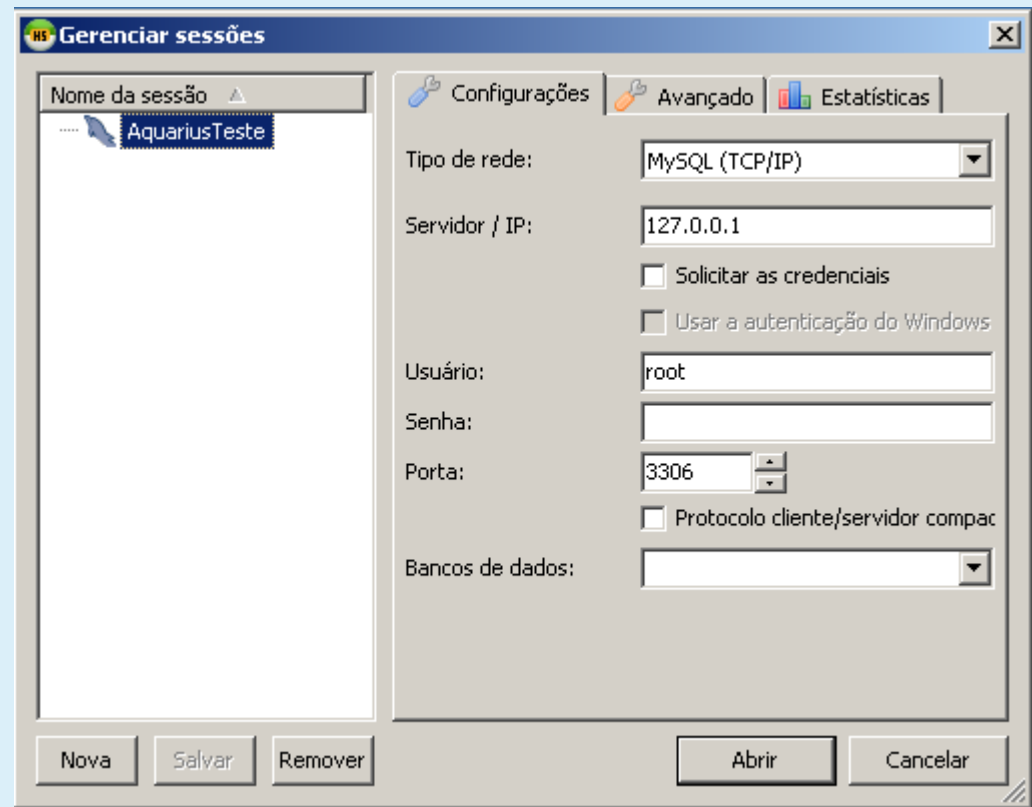 HS Gerenciar sessões
Nome da sessão
AquariusTeste
Configurações Avançado Estatísticas
Tipo de rede: MySQL (TCP/IP)
Servidor / IP: 127.0.0.1
Solicitar as credenciais
Usar a autenticação do Windows
Usuário: root
Senha:
Porta: 3306
Protocolo cliente/servidor compac
Bancos de dados:
Nova Salvar Remover Abrir Cancelar